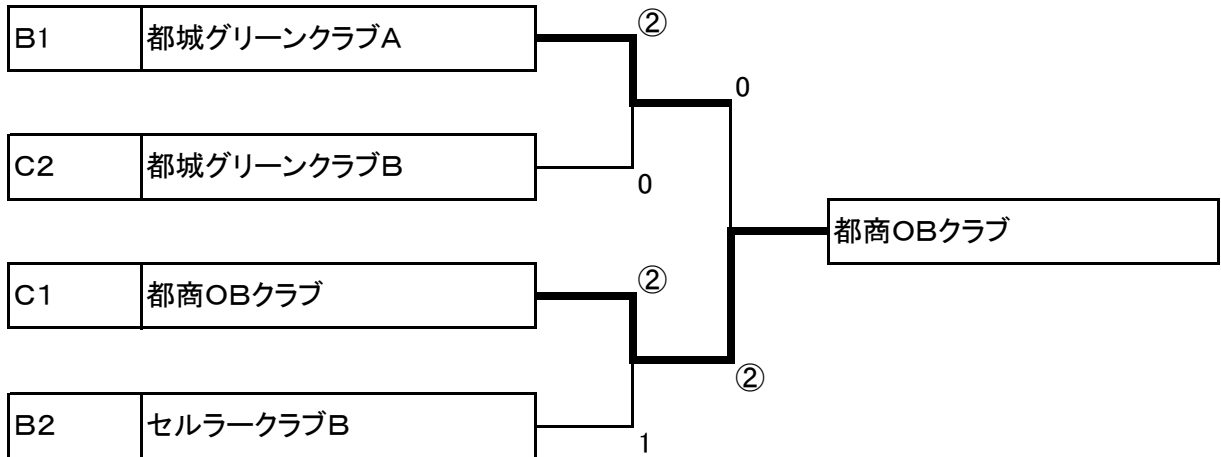 B1 都城グリーンクラブA ②
0
C2 都城グリーンクラブB
0
都商OBクラブ
C1 都商OBクラブ ②
②
B2 セルラークラブB
1